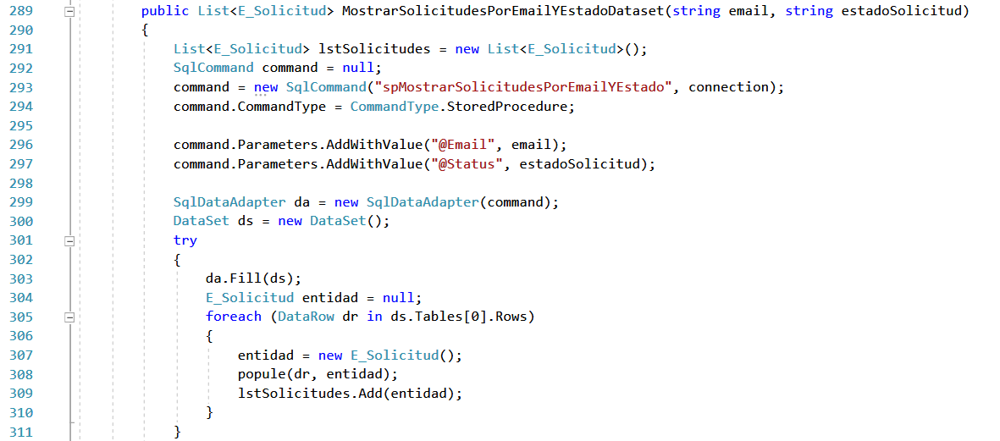 289 public List<E_Solicitud> MostrarSolicitudesPorEmailYEstadoDataset(string email, string estadoSolicitud)
290 {
291 List<E_Solicitud> lstSolicitudes = new List<E_Solicitud>();
292 SqlCommand command = null;
293 command = new SqlCommand("spMostrarSolicitudesPorEmailYEstado", connection);
294 command.CommandType = CommandType.StoredProcedure;
295
296 command.Parameters.AddWithValue("@Email", email);
297 command.Parameters.AddWithValue("@Status", estadoSolicitud);
298
299 SqlDataAdapter da = new SqlDataAdapter(command);
300 DataSet ds = new DataSet();
301 try
302 {
303 da.Fill(ds);
304 E_Solicitud entidad = null;
305 foreach (DataRow dr in ds.Tables[0].Rows)
306 {
307 entidad = new E_Solicitud();
308 popule(dr, entidad);
309 lstSolicitudes.Add(entidad);
310 }
311 }